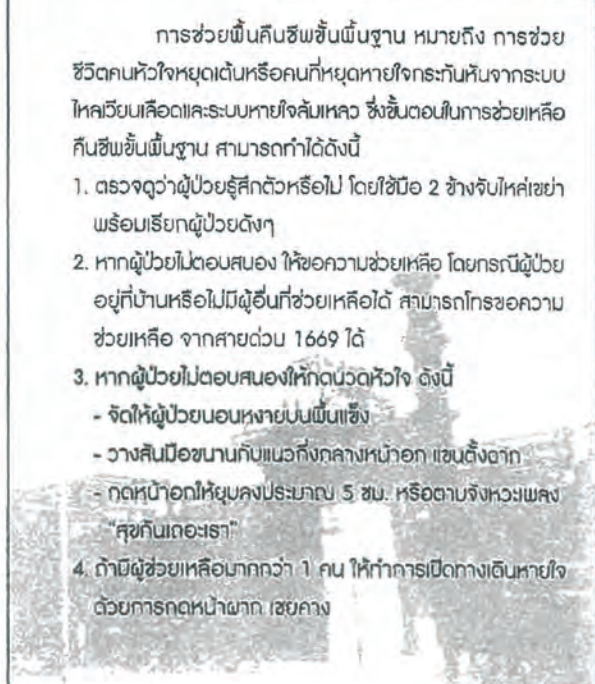 การช่วยฟื้นคืนชีพขั้นพื้นฐาน หมายถึง การช่วย
ชีวิตคนหัวใจหยุดเต้นหรือคนที่หยุดหายใจกระทันหันจากระบบ
ไหลเวียนเลือดและระบบหายใจล้มเหลว ซึ่งขั้นตอนในการช่วยเหลือ
คืนชีพขั้นพื้นฐาน สามารถทำได้ดังนี้
1. ตรวจดูว่าผู้ป่วยรู้สึกตัวหรือไม่ โดยใช้มือ 2 ข้างจับไหล่เขย่า
พร้อมเรียกผู้ป่วยดังๆ
2. หากผู้ป่วยไม่ตอบสนอง ให้ขอความช่วยเหลือ โดยกรณีผู้ป่วย
อยู่ที่บ้านหรือไม่มีผู้อื่นที่ช่วยเหลือได้ สามารถโทรขอความ
ช่วยเหลือ จากสายด่วน 1669 ได้
3. หากผู้ป่วยไม่ตอบสนองให้กดนวดหัวใจ ดังนี้
- จัดให้ผู้ป่วยนอนหงายบนพื้นแข็ง
- วางสันมือขนานกับแนวกึ่งกลางหน้าอก แขนตั้งฉาก
- กดหน้าอกให้ยุบลงประมาณ 5 ซม. หรือตามจังหวะเพลง
"สุขกันเถอะเรา"
4. ถ้ามีผู้ช่วยเหลือมากกว่า 1 คน ให้ทำการเปิดทางเดินหายใจ
ด้วยการกดหน้าผาก เชยคาง